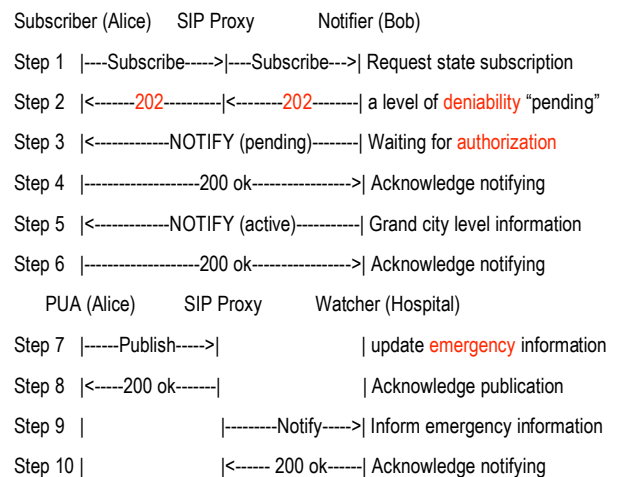 Subscriber (Alice) SIP Proxy Notifier (Bob)
Step 1 |----Subscribe----->|----Subscribe--->| Request state subscription
Step 2 |<-------202----------|<--------202--------| a level of deniability “pending”
Step 3 |<-------------NOTIFY (pending)--------| Waiting for authorization
Step 4 |--------------------200 ok----------------->| Acknowledge notifying
Step 5 |<-------------NOTIFY (active)-----------| Grand city level information
Step 6 |--------------------200 ok----------------->| Acknowledge notifying
PUA (Alice) SIP Proxy Watcher (Hospital)
Step 7 |------Publish----->| | update emergency information
Step 8 |<-----200 ok-------| | Acknowledge publication
Step 9 | |---------Notify----->| Inform emergency information
Step 10 | |<------ 200 ok------| Acknowledge notifying